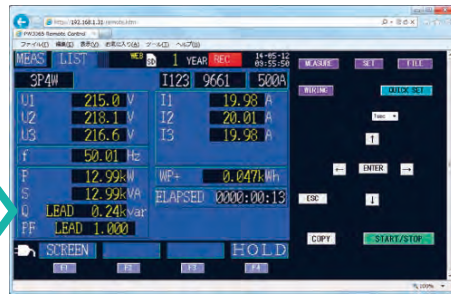 http://192.168.1.31/remote.htm
PW3365 Remote Control
ファイル(F) 編集(E) 表示(V) お気に入り(A) ツール(T) ヘルプ(H)
MEAS LIST WEB SD 1 YEAR REC 14-05-12 09:55:50
MEASURE SET FILE
3P4W I123 9661 500A
WIRING QUICK SET
U1 215.0 V I1 19.98 A
U2 218.1 V I2 20.01 A
U3 216.6 V I3 19.98 A
f 50.01 Hz
P 12.99kW WP+ 0.047kWh
S 12.99kVA ELAPSED 0000:00:13
Q LEAD 0.24kvar
PF LEAD 1.000
↑
← ENTER →
ESC ↓
COPY START/STOP
SCREEN HOLD
F1 F2 F3 F4
100%